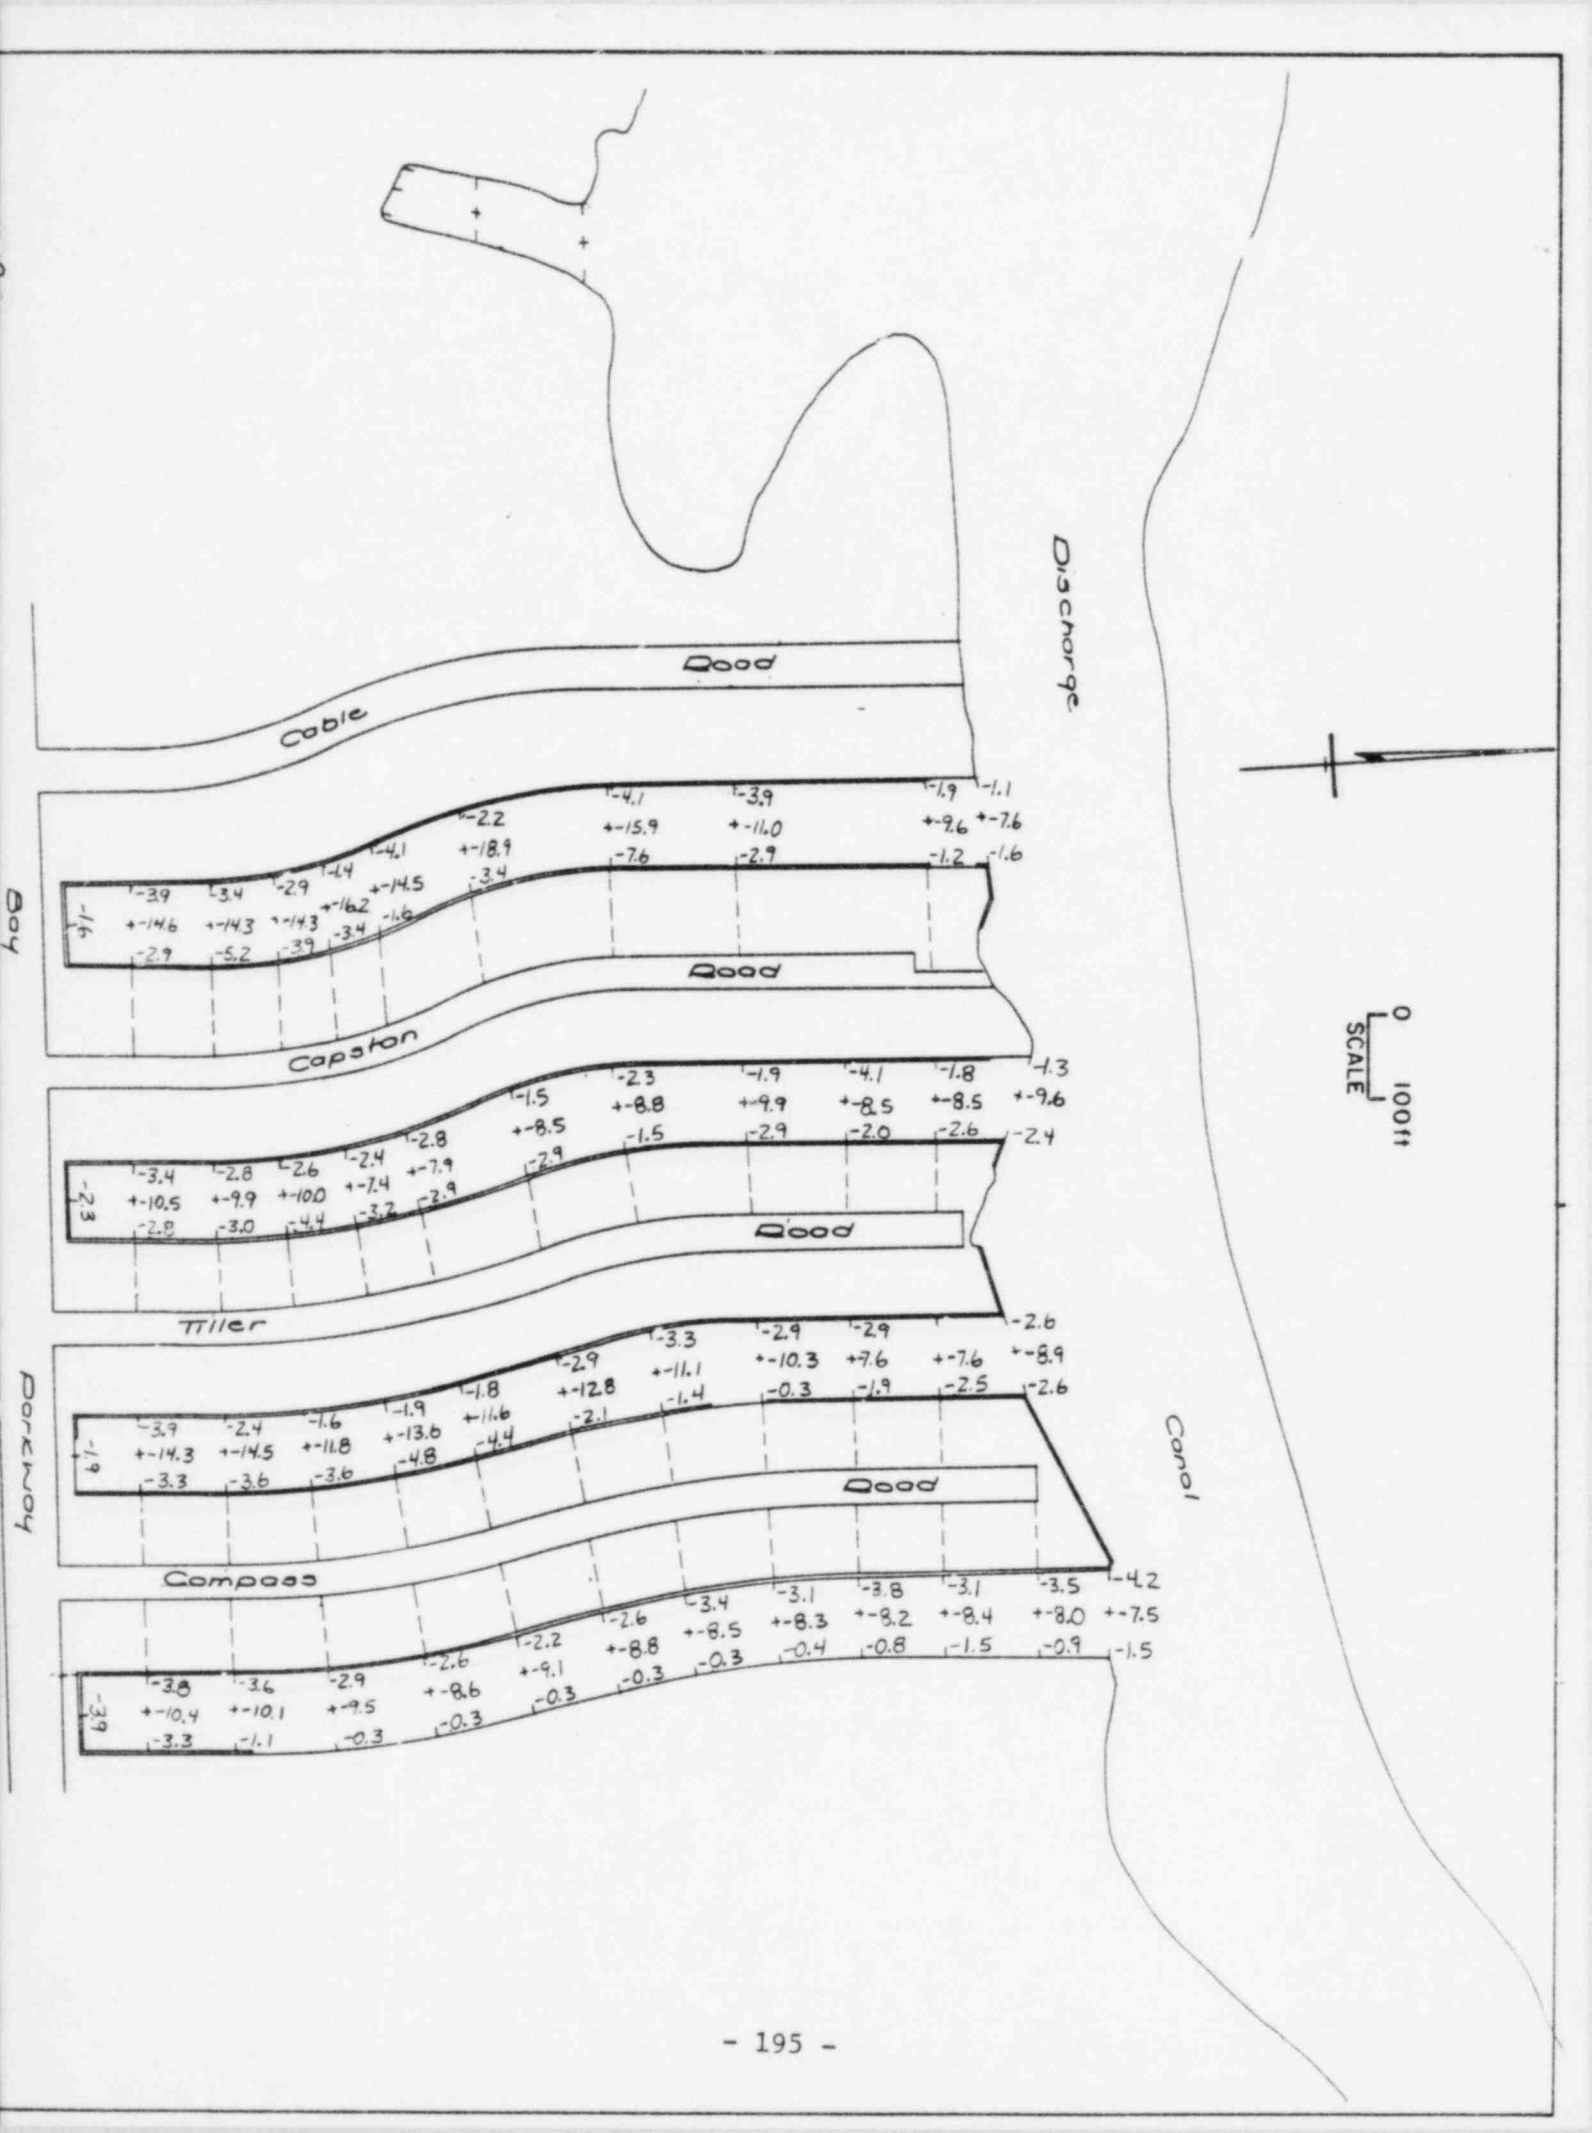 Discharge
Road
Cable
-4.1 -3.9 -1.9 -1.1
-2.2 +-15.9 +-11.0 +-9.6 +-7.6
-4.1 +-18.9 -7.6 -2.9 -1.2 -1.6
-3.9 -3.4 -2.9 -1.4 +-14.5 -3.4
+-14.6 +-14.3 +-14.3 +-16.2 -1.6
-1.6 -2.9 -5.2 -3.9 -3.4
Bay
Road
Capstan
0 100ft
SCALE
-2.3 -1.9 -4.1 -1.8 -1.3
-1.5 +-8.8 +-9.9 +-8.5 +-8.5 +-9.6
-2.8 +-8.5 -1.5 -2.9 -2.0 -2.6 -2.4
-3.4 -2.8 -2.6 -2.4 +-7.9 -2.9
+-10.5 +-9.9 +-10.0 +-7.4 -2.9
-2.3 -2.8 -3.0 -4.4 -3.2
Road
Tiller
-3.3 -2.9 -2.9 -2.6
-2.9 +-11.1 +-10.3 +-7.6 +-7.6 +-8.9
-1.8 +-12.8 -1.4 -0.3 -1.9 -2.5 -2.6
-3.9 -2.4 -1.6 -1.9 +-11.6 -2.1
+-14.3 +-14.5 +-11.8 +-13.6 -4.4
-1.9 -3.3 -3.6 -3.6 -4.8
Parkway
Canal
Road
Compass
-3.4 -3.1 -3.8 -3.1 -3.5 -4.2
-2.6 +-8.5 +-8.3 +-8.2 +-8.4 +-8.0 +-7.5
-2.2 +-8.8 -0.3 -0.4 -0.8 -1.5 -0.9 -1.5
-3.8 -3.6 -2.9 -2.6 +-9.1 -0.3
+-10.4 +-10.1 +-9.5 +-8.6 -0.3
-3.9 -3.3 -1.1 -0.3 -0.3
- 195 -